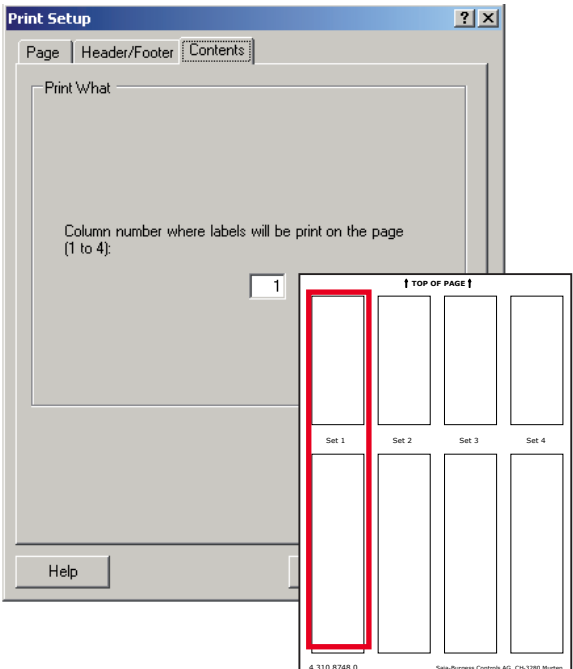 Print Setup
Page Header/Footer Contents
Print What
Column number where labels will be print on the page
(1 to 4):
1
TOP OF PAGE
Set 1 Set 2 Set 3 Set 4
Help
4 310 8748 0 Saia-Burgess Controls AG, CH-3280 Murten